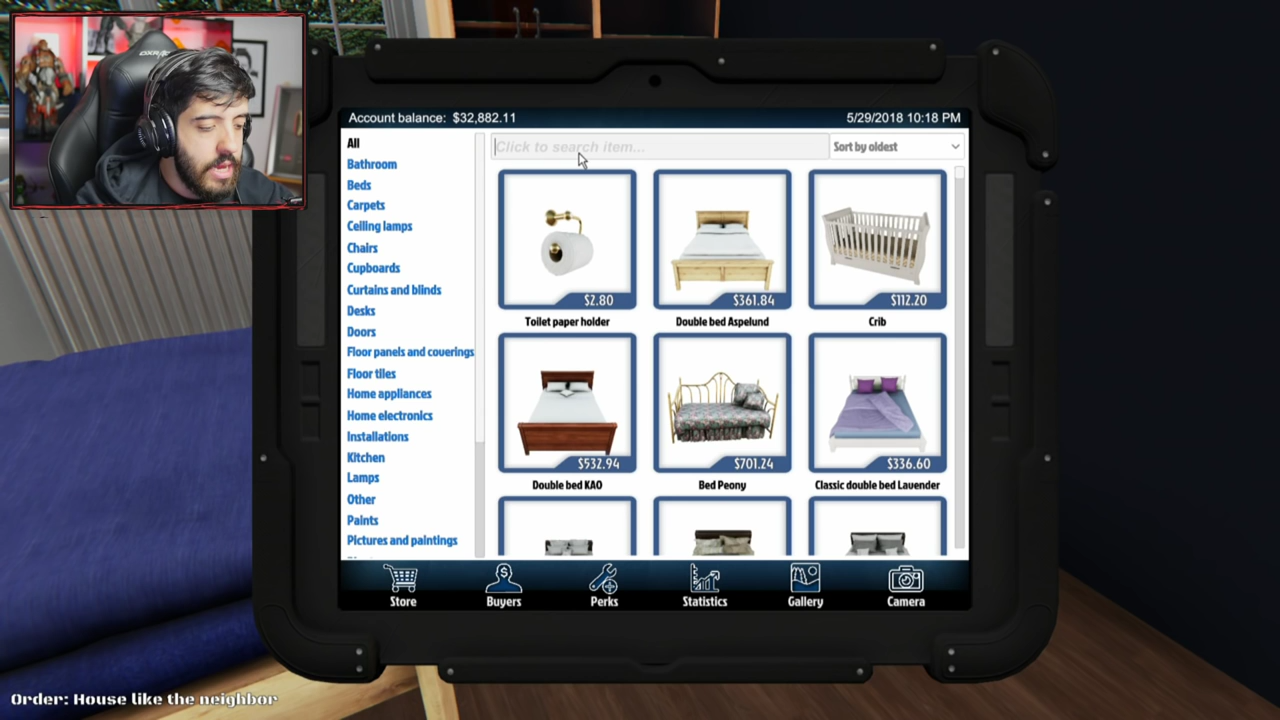 DXRACER
Account balance: $32,882.11
5/29/2018 10:18 PM
All
Bathroom
Beds
Carpets
Ceiling lamps
Chairs
Cupboards
Curtains and blinds
Desks
Doors
Floor panels and coverings
Floor tiles
Home appliances
Home electronics
Installations
Kitchen
Lamps
Other
Paints
Pictures and paintings
Click to search item...
Sort by oldest
$2.80
$361.84
$112.20
Toilet paper holder
Double bed Aspelund
Crib
$532.94
$701.24
$336.60
Double bed KAO
Bed Peony
Classic double bed Lavender
Store
Buyers
Perks
Statistics
Gallery
Camera
Order: House like the neighbor